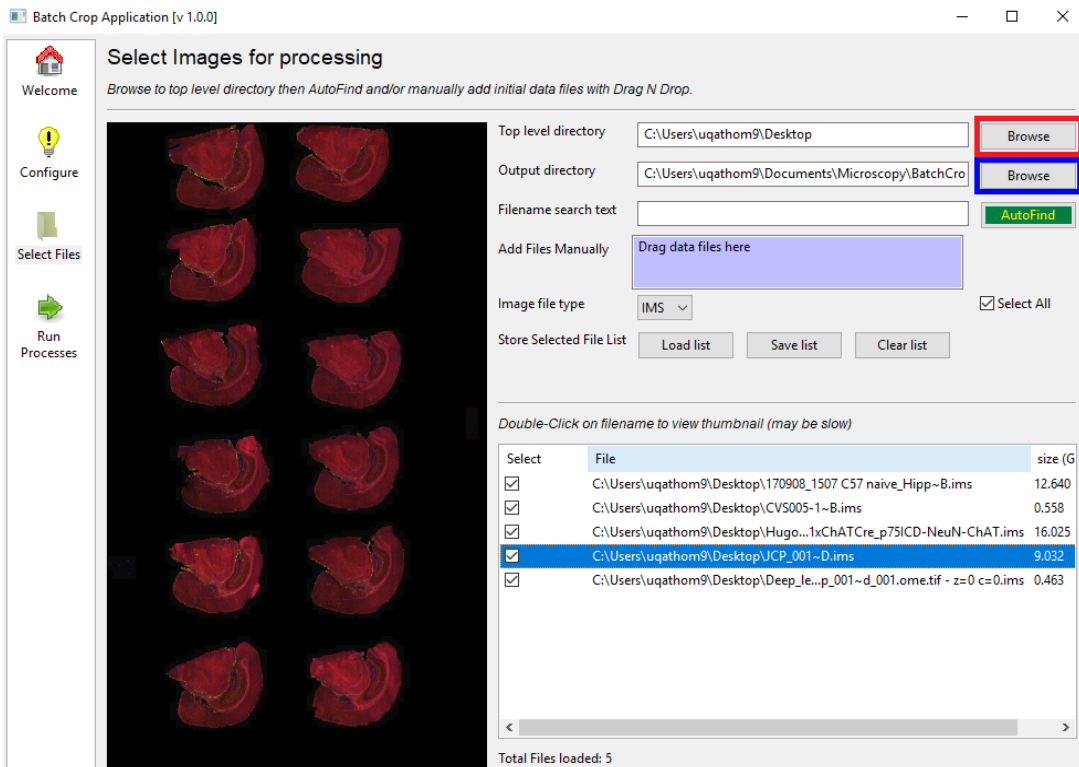 Batch Crop Application [v 1.0.0]
Welcome
Configure
Select Files
Run
Processes
Select Images for processing
Browse to top level directory then AutoFind and/or manually add initial data files with Drag N Drop.
Top level directory C:\Users\uqathom9\Desktop Browse
Output directory C:\Users\uqathom9\Documents\Microscopy\BatchCro Browse
Filename search text AutoFind
Add Files Manually Drag data files here
Image file type IMS Select All
Store Selected File List Load list Save list Clear list
Double-Click on filename to view thumbnail (may be slow)
Select File size (G
C:\Users\uqathom9\Desktop\170908_1507 C57 naive_Hipp~B.ims 12.640
C:\Users\uqathom9\Desktop\CVS005-1~B.ims 0.558
C:\Users\uqathom9\Desktop\Hugo...1xChATCre_p75ICD-NeuN-ChAT.ims 16.025
C:\Users\uqathom9\Desktop\JCP_001~D.ims 9.032
C:\Users\uqathom9\Desktop\Deep_le...p_001~d_001.ome.tif - z=0 c=0.ims 0.463
Total Files loaded: 5